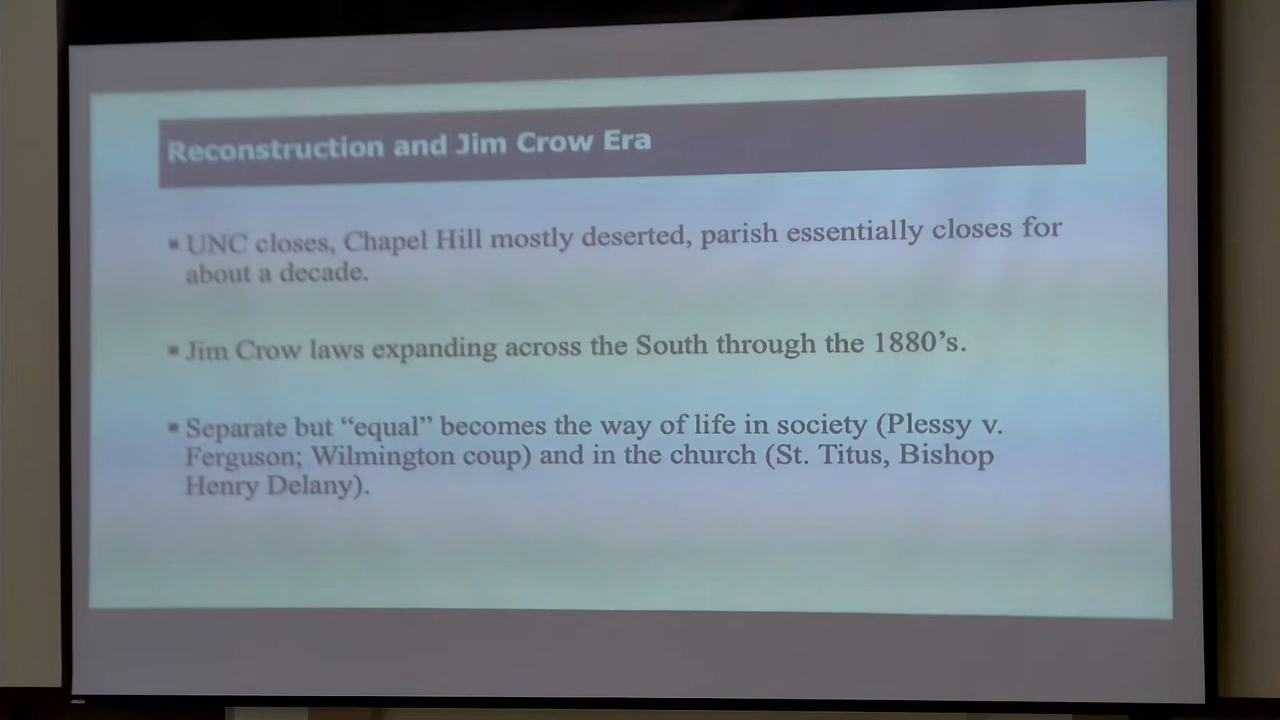 Reconstruction and Jim Crow Era
▪ UNC closes, Chapel Hill mostly deserted, parish essentially closes for
about a decade.
▪ Jim Crow laws expanding across the South through the 1880’s.
▪ Separate but “equal” becomes the way of life in society (Plessy v.
Ferguson; Wilmington coup) and in the church (St. Titus, Bishop
Henry Delany).